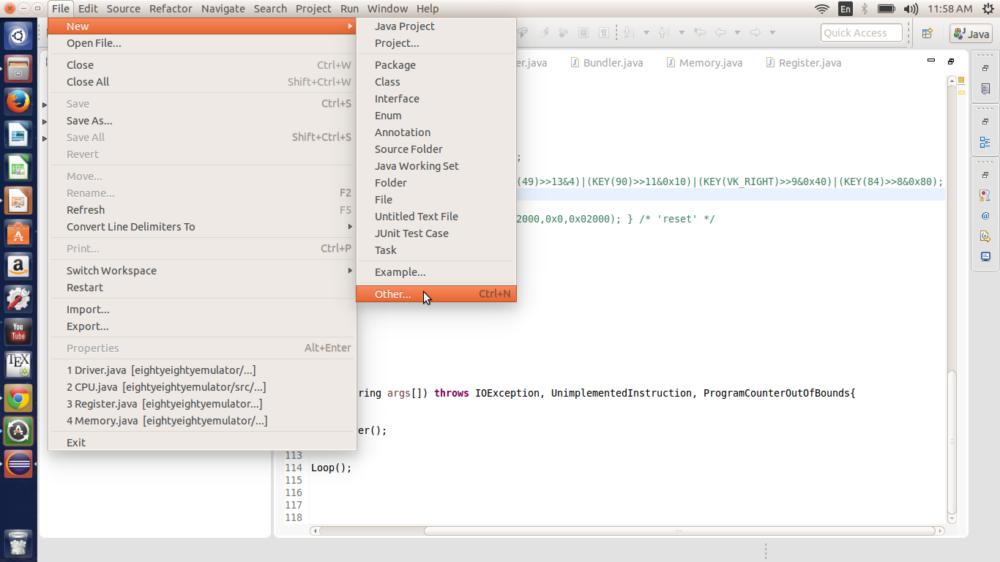 File Edit Source Refactor Navigate Search Project Run Window Help En 11:58 AM
New
Open File...
Close Ctrl+W
Close All Shift+Ctrl+W
Save Ctrl+S
Save As...
Save All Shift+Ctrl+S
Revert
Move...
Rename... F2
Refresh F5
Convert Line Delimiters To
Print... Ctrl+P
Switch Workspace
Restart
Import...
Export...
Properties Alt+Enter
1 Driver.java [eightyeightyemulator/...]
2 CPU.java [eightyeightyemulator/src/...]
3 Register.java [eightyeightyemulator...]
4 Memory.java [eightyeightyemulator/...]
Exit
Java Project
Project...
Package
Class
Interface
Enum
Annotation
Source Folder
Java Working Set
Folder
File
Untitled Text File
JUnit Test Case
Task
Example...
Other... Ctrl+N
Quick Access Java
er.java Bundler.java Memory.java Register.java
;
(49)>>13&4)|(KEY(90)>>11&0x10)|(KEY(VK_RIGHT)>>9&0x40)|(KEY(84)>>8&0x80);
2000,0x0,0x02000); } /* 'reset' */
ring args[]) throws IOException, UnimplementedInstruction, ProgramCounterOutOfBounds{
er();
113
114 Loop();
115
116
117
118
a
You
Tube
TEX